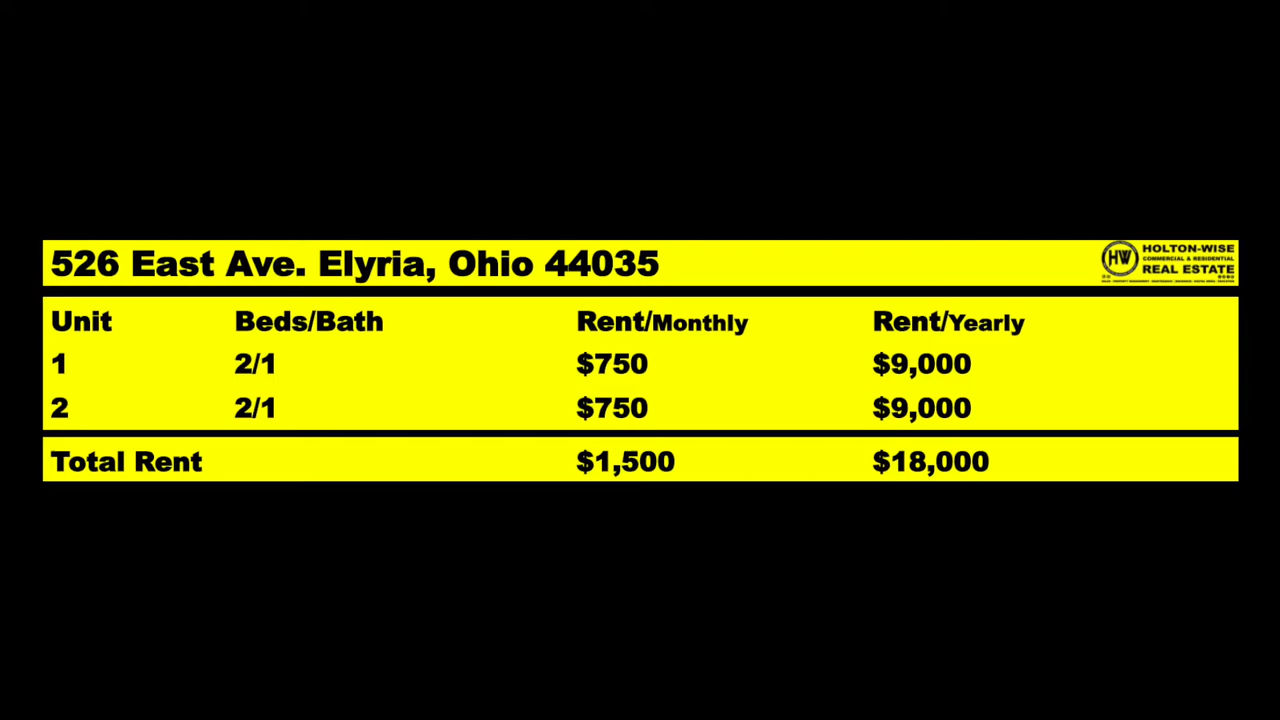 526 East Ave. Elyria, Ohio 44035
HW
HOLTON-WISE
COMMERCIAL & RESIDENTIAL
REAL ESTATE
Unit Beds/Bath Rent/Monthly Rent/Yearly
1 2/1 $750 $9,000
2 2/1 $750 $9,000
Total Rent $1,500 $18,000